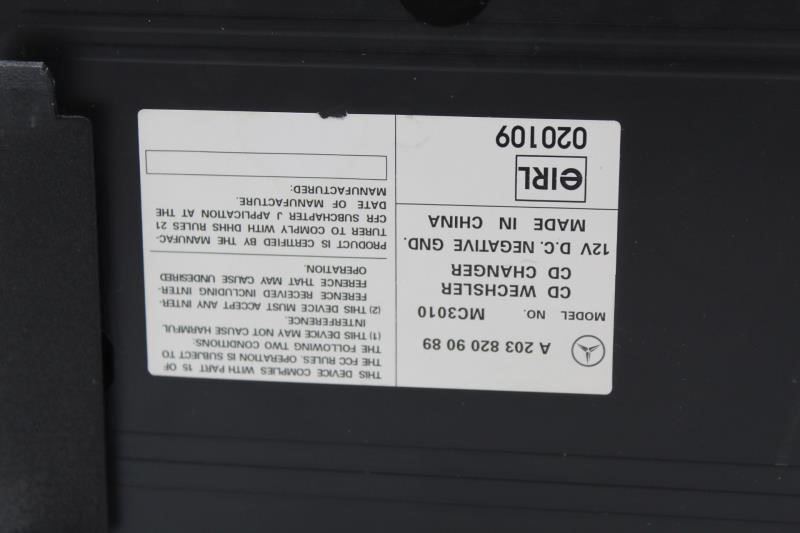 THIS DEVICE COMPLIES WITH PART 15 OF
THE FCC RULES. OPERATION IS SUBJECT TO
THE FOLLOWING TWO CONDITIONS:
(1) THIS DEVICE MAY NOT CAUSE HARMFUL
INTERFERENCE.
(2) THIS DEVICE MUST ACCEPT ANY INTER-
FERENCE RECEIVED INCLUDING INTER-
FERENCE THAT MAY CAUSE UNDESIRED
OPERATION.
PRODUCT IS CERTIFIED BY THE MANUFAC-
TURER TO COMPLY WITH DHHS RULES 21
CFR SUBCHAPTER J APPLICATION AT THE
DATE OF MANUFACTURE.
MANUFACTURED:
A 203 820 90 89
MODEL NO. MC3010
CD WECHSLER
CD CHANGER
12V D.C. NEGATIVE GND.
MADE IN CHINA
eIRL
020109